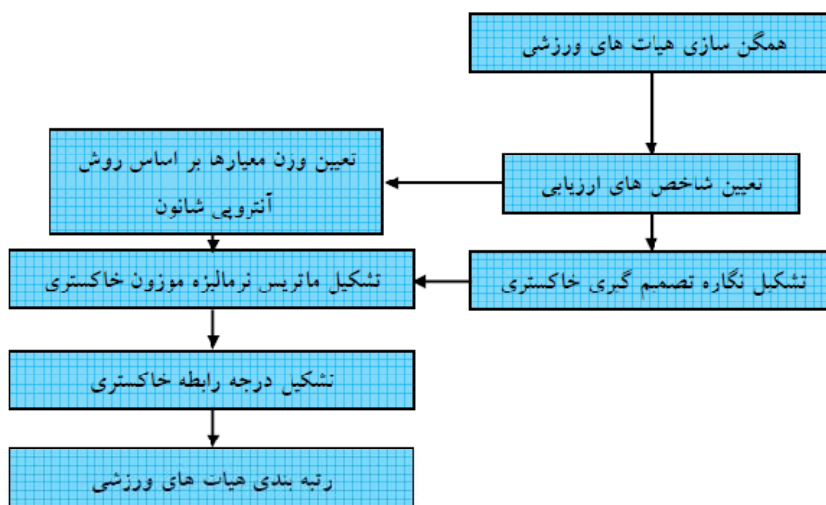 همگن سازی هیات های ورزشی
تعیین وزن معیارها بر اساس روش
آنتروپی شانون
تعیین شاخص های ارزیابی
تشکیل ماتریس نرمالیزه موزون خاکستری
تشکیل نگاره تصمیم گیری خاکستری
تشکیل درجه رابطه خاکستری
رتبه بندی هیات های ورزشی